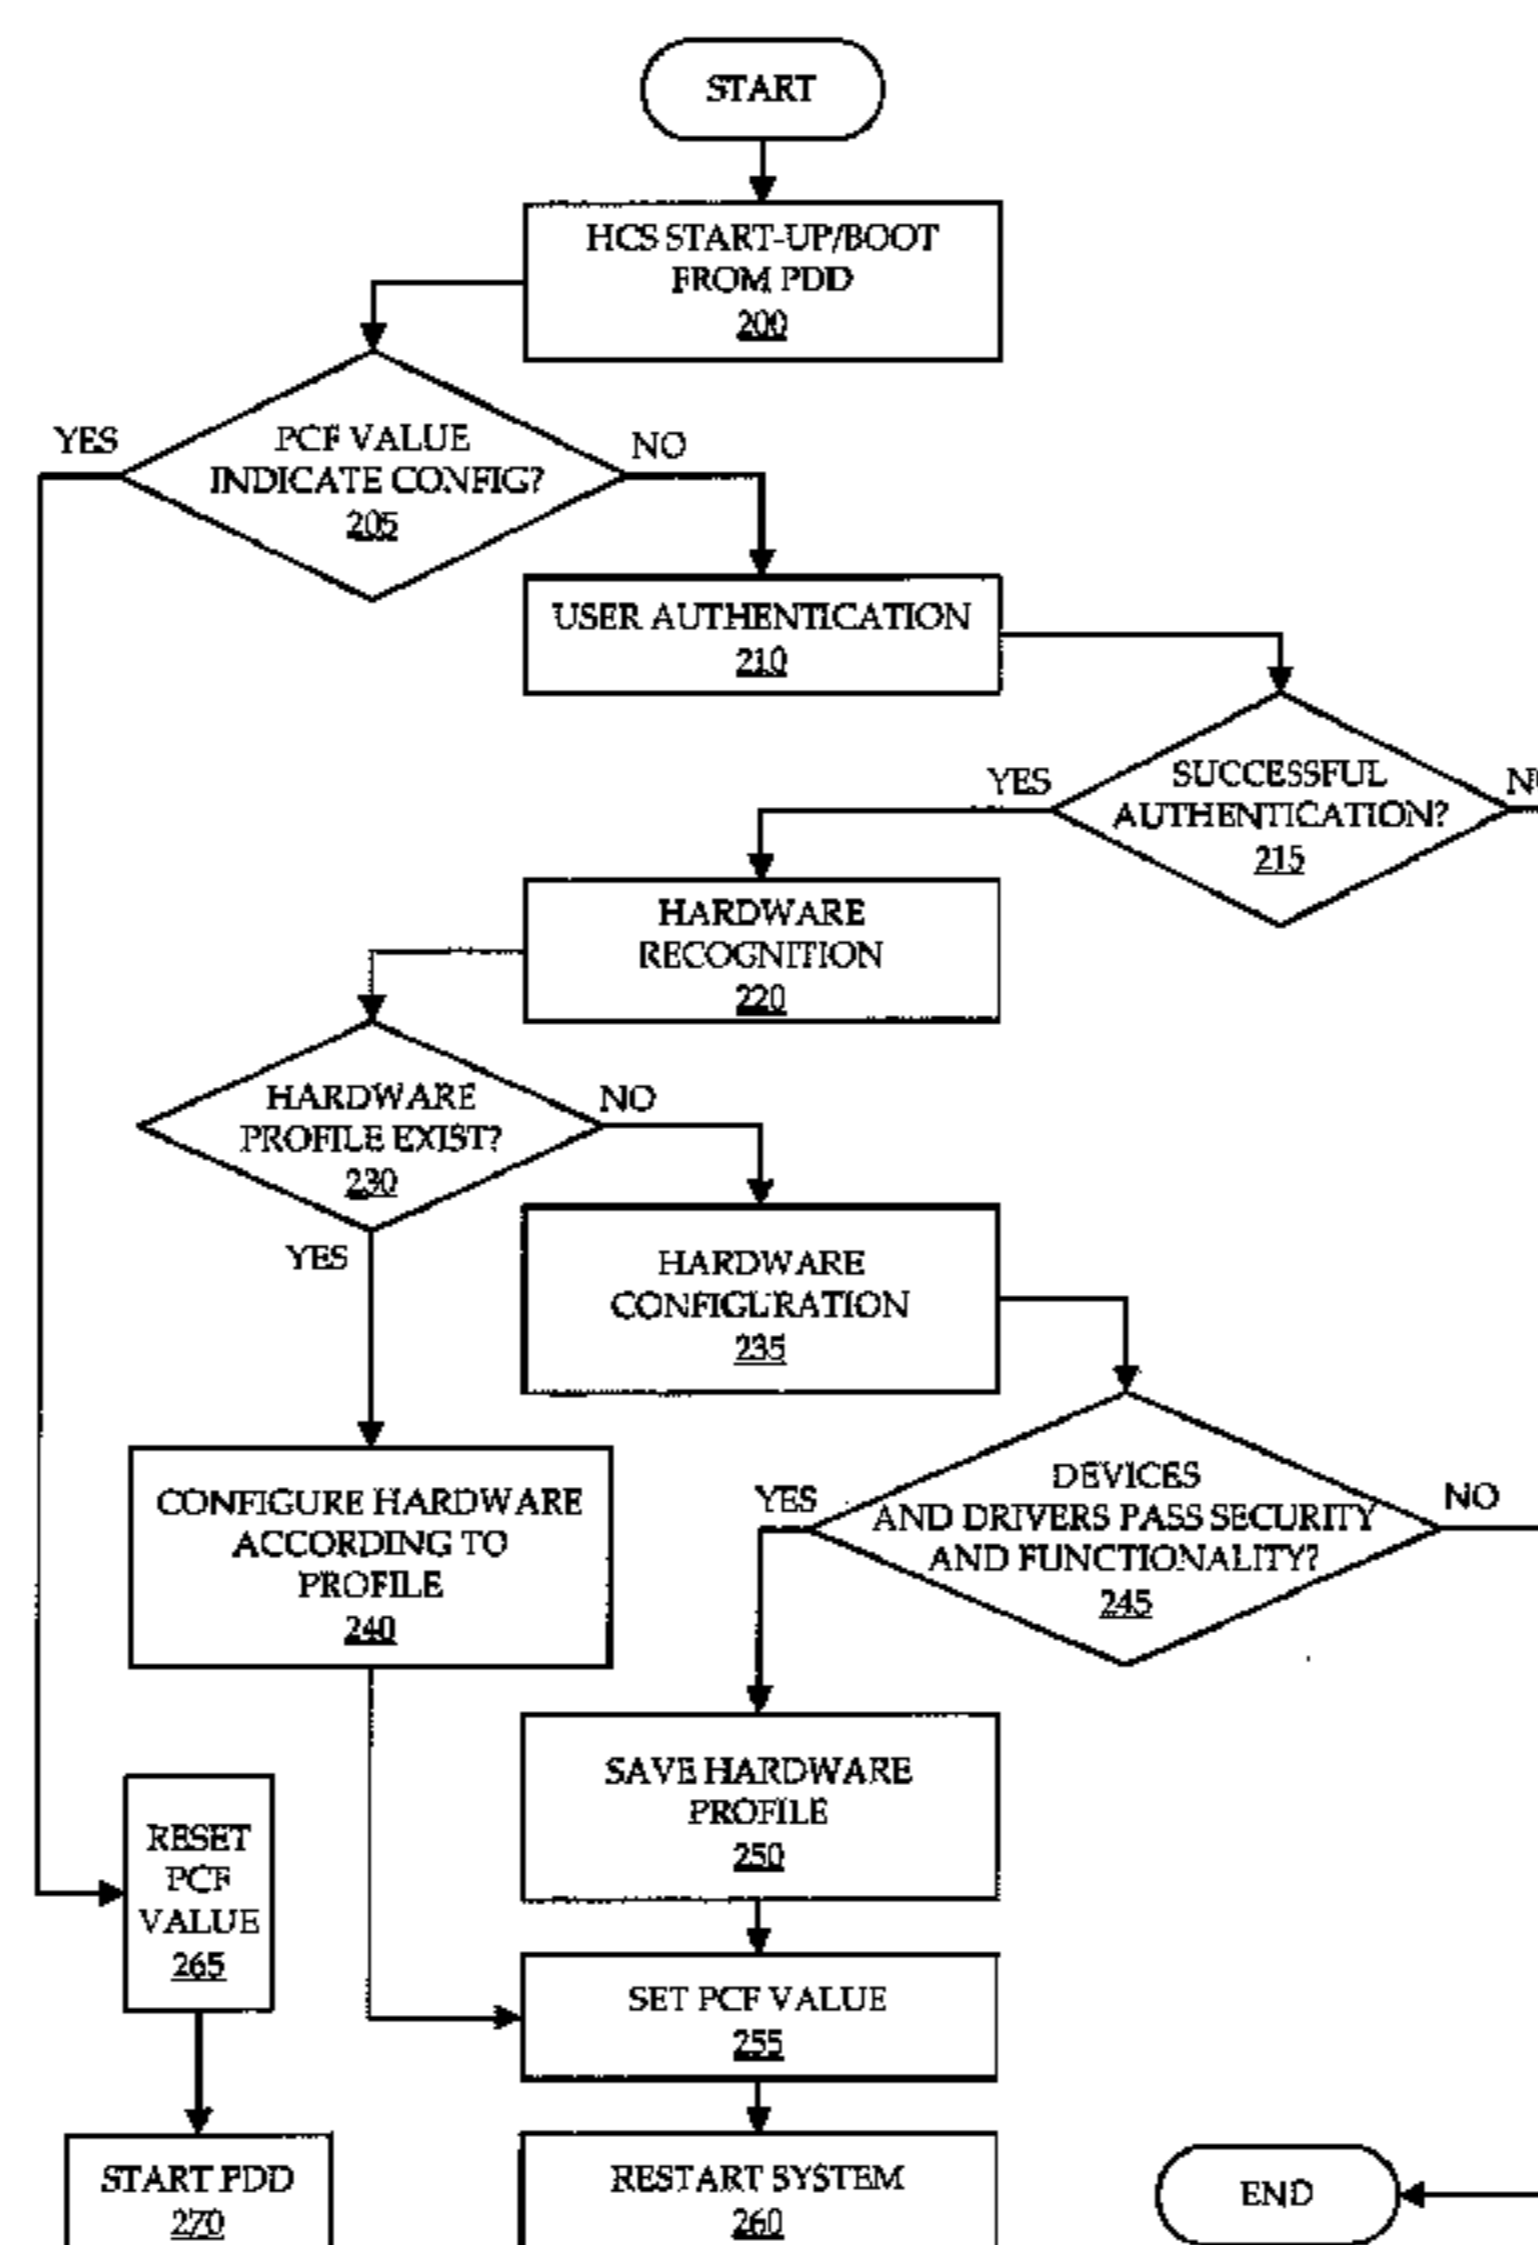 START
HCS START-UP/BOOT
FROM PDD
200
YES
PCF VALUE
INDICATE CONFIG?
205
NO
USER AUTHENTICATION
210
YES
SUCCESSFUL
AUTHENTICATION?
215
HARDWARE
RECOGNITION
220
HARDWARE
PROFILE EXIST?
230
NO
YES
HARDWARE
CONFIGURATION
235
CONFIGURE HARDWARE
ACCORDING TO
PROFILE
240
YES
DEVICES
AND DRIVERS PASS SECURITY
AND FUNCTIONALITY?
245
NO
SAVE HARDWARE
PROFILE
250
RESET
PCF
VALUE
265
SET PCF VALUE
255
START PDD
270
RESTART SYSTEM
260
END